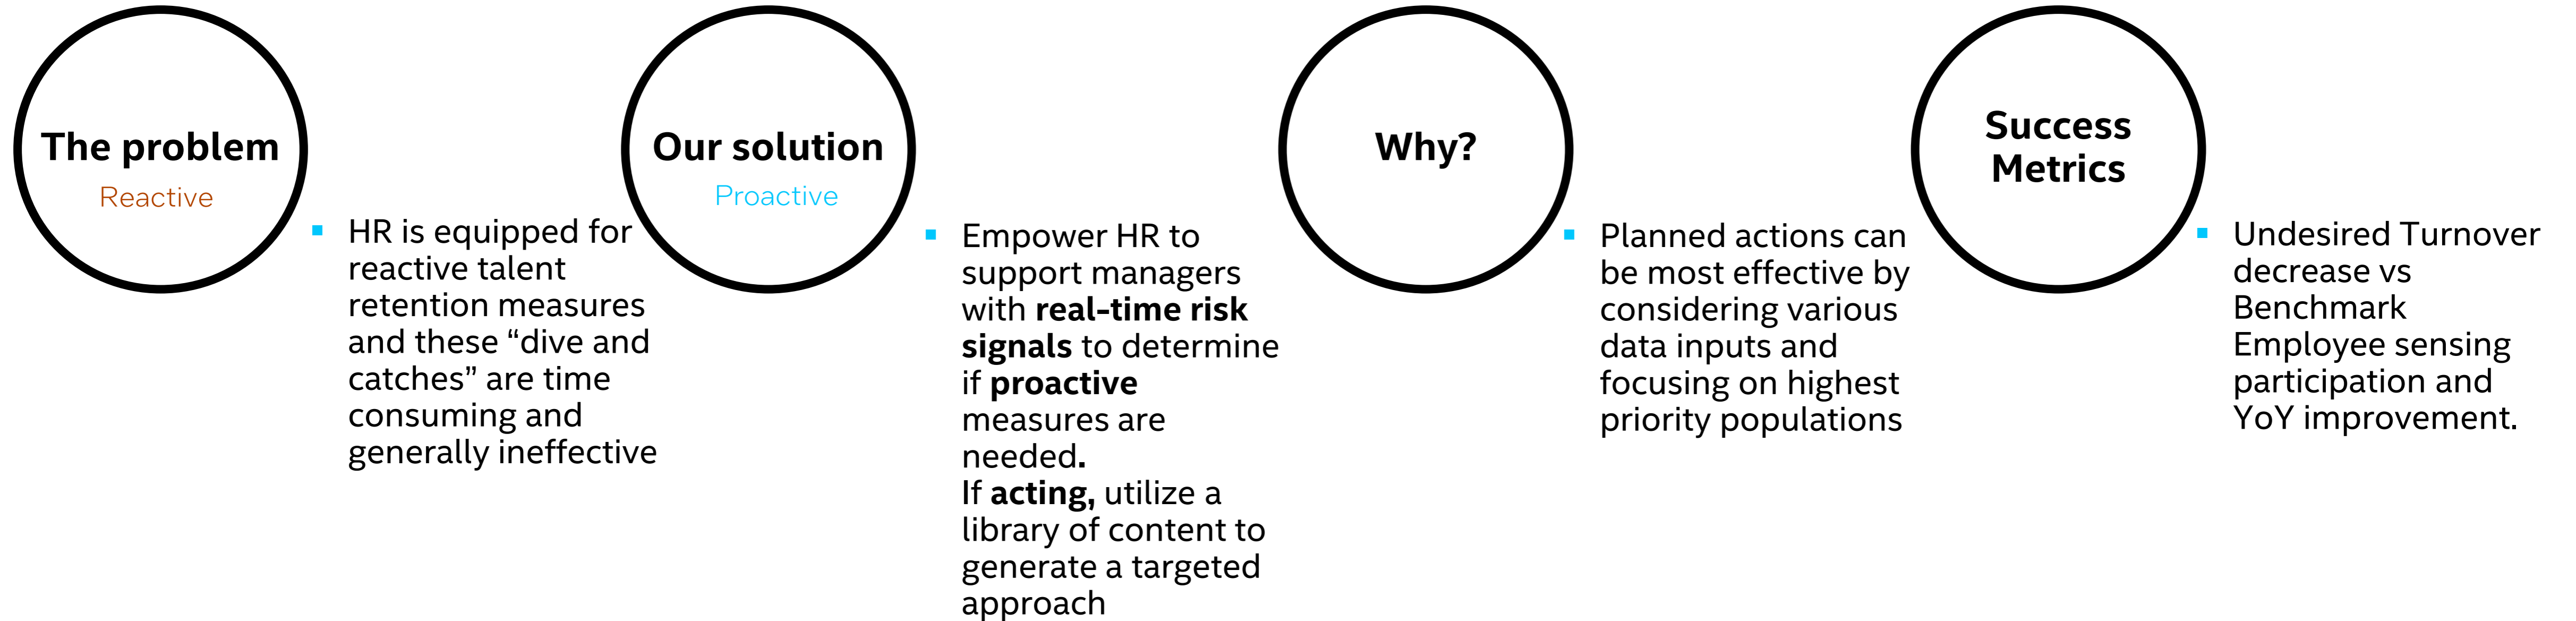 The problem
Reactive
HR is equipped for
reactive talent
retention measures
and these “dive and
catches” are time
consuming and
generally ineffective
Our solution
Proactive
Empower HR to
support managers
with real-time risk
signals to determine
if proactive
measures are
needed.
If acting, utilize a
library of content to
generate a targeted
approach
Why?
Planned actions can
be most effective by
considering various
data inputs and
focusing on highest
priority populations
Success
Metrics
Undesired Turnover
decrease vs
Benchmark
Employee sensing
participation and
YoY improvement.